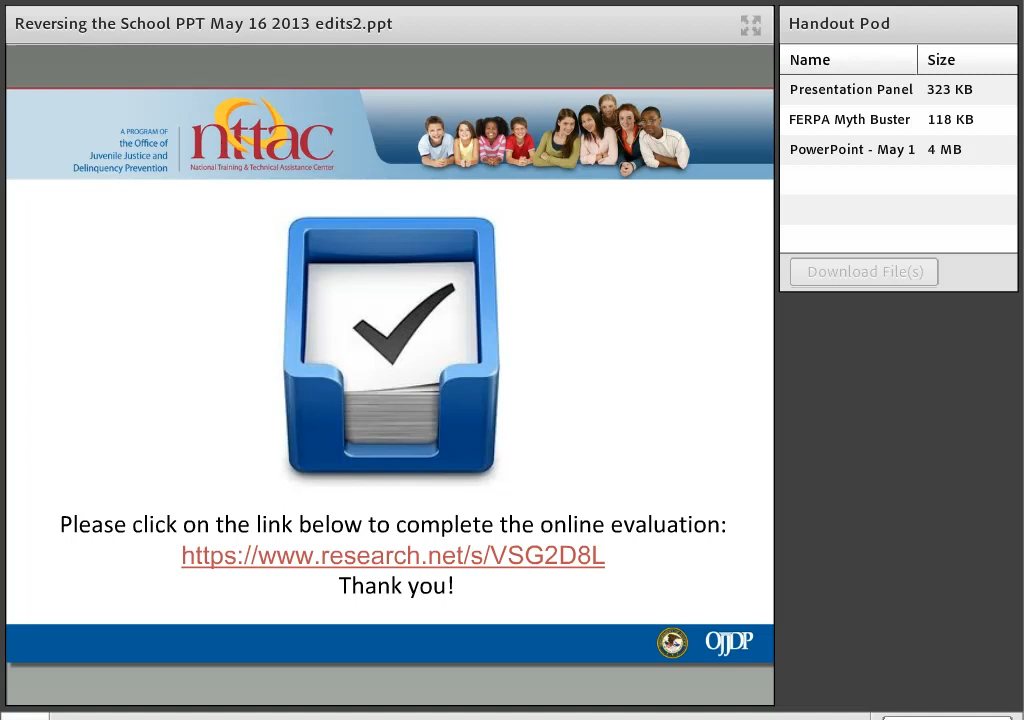 Reversing the School PPT May 16 2013 edits2.ppt
A PROGRAM OF
the Office of
Juvenile Justice and
Delinquency Prevention
nttac
National Training & Technical Assistance Center
Please click on the link below to complete the online evaluation:
https://www.research.net/s/VSG2D8L
Thank you!
OJJDP
Handout Pod
Name Size
Presentation Panel 323 KB
FERPA Myth Buster 118 KB
PowerPoint - May 1 4 MB
Download File(s)